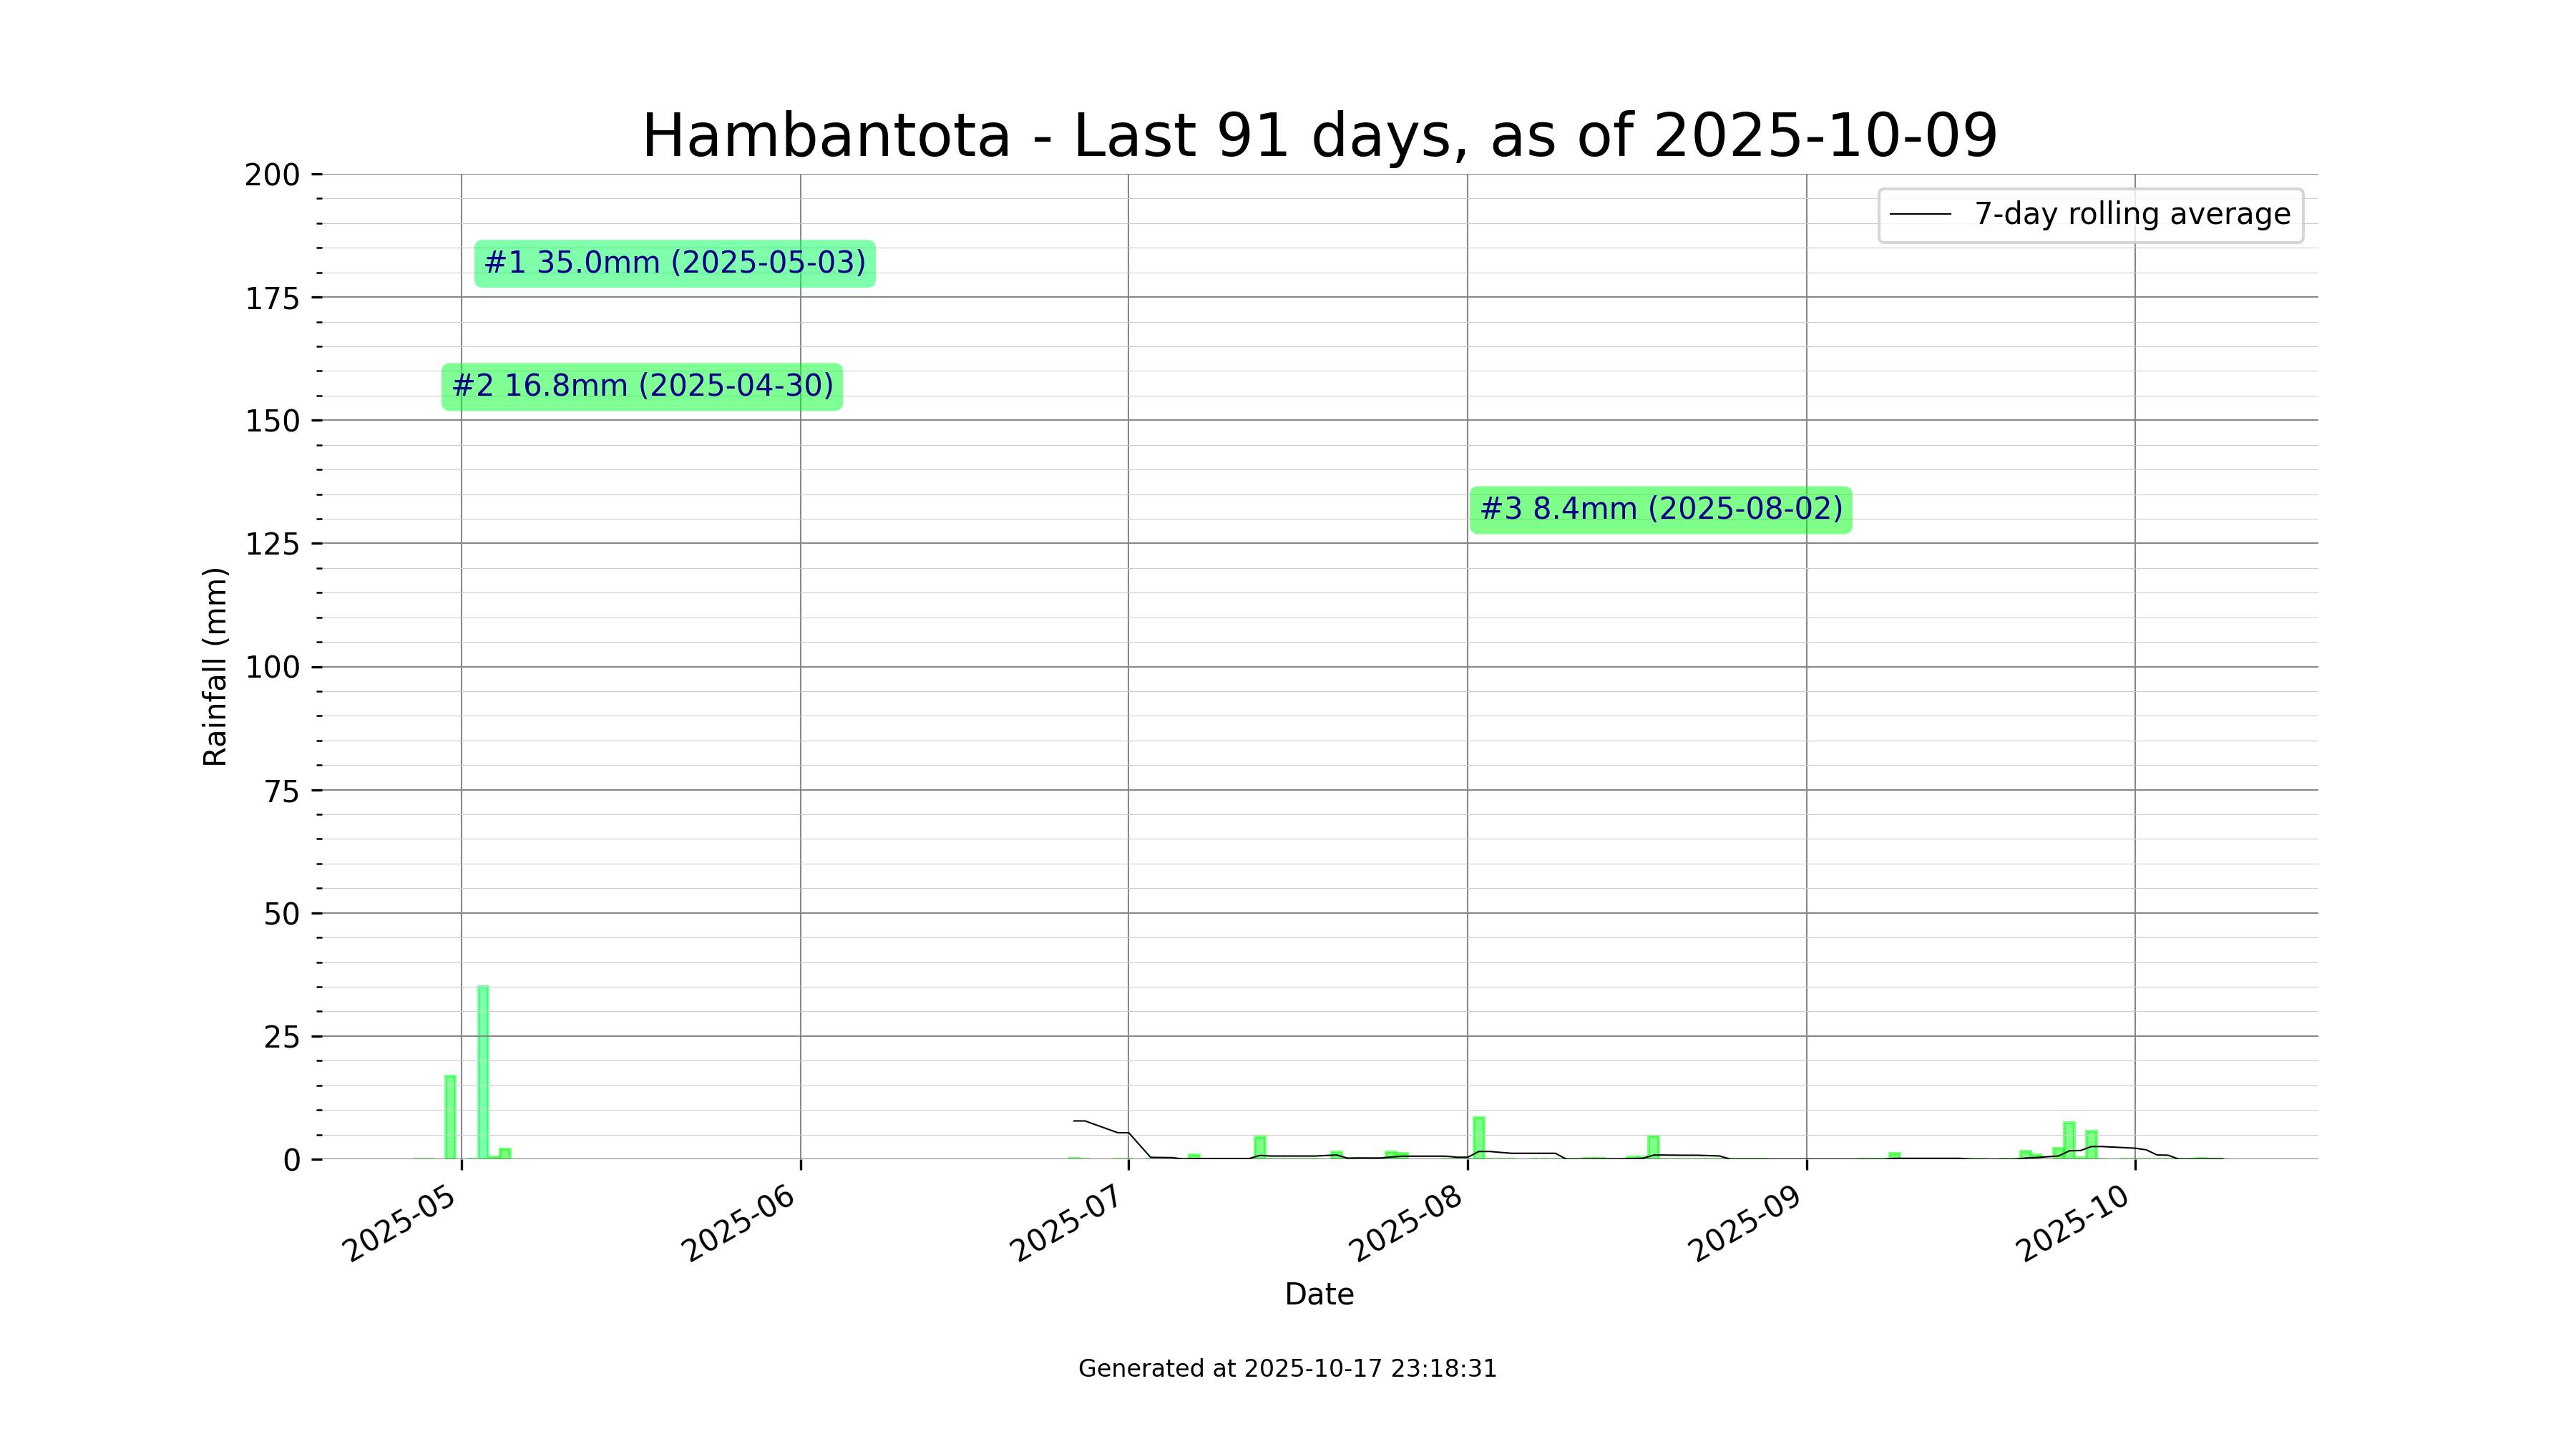 Hambantota - Last 91 days, as of 2025-10-09
7-day rolling average
#1 35.0mm (2025-05-03)
#2 16.8mm (2025-04-30)
#3 8.4mm (2025-08-02)
Rainfall (mm)
200
175
150
125
100
75
50
25
0
2025-05
2025-06
2025-07
2025-08
2025-09
2025-10
Date
Generated at 2025-10-17 23:18:31